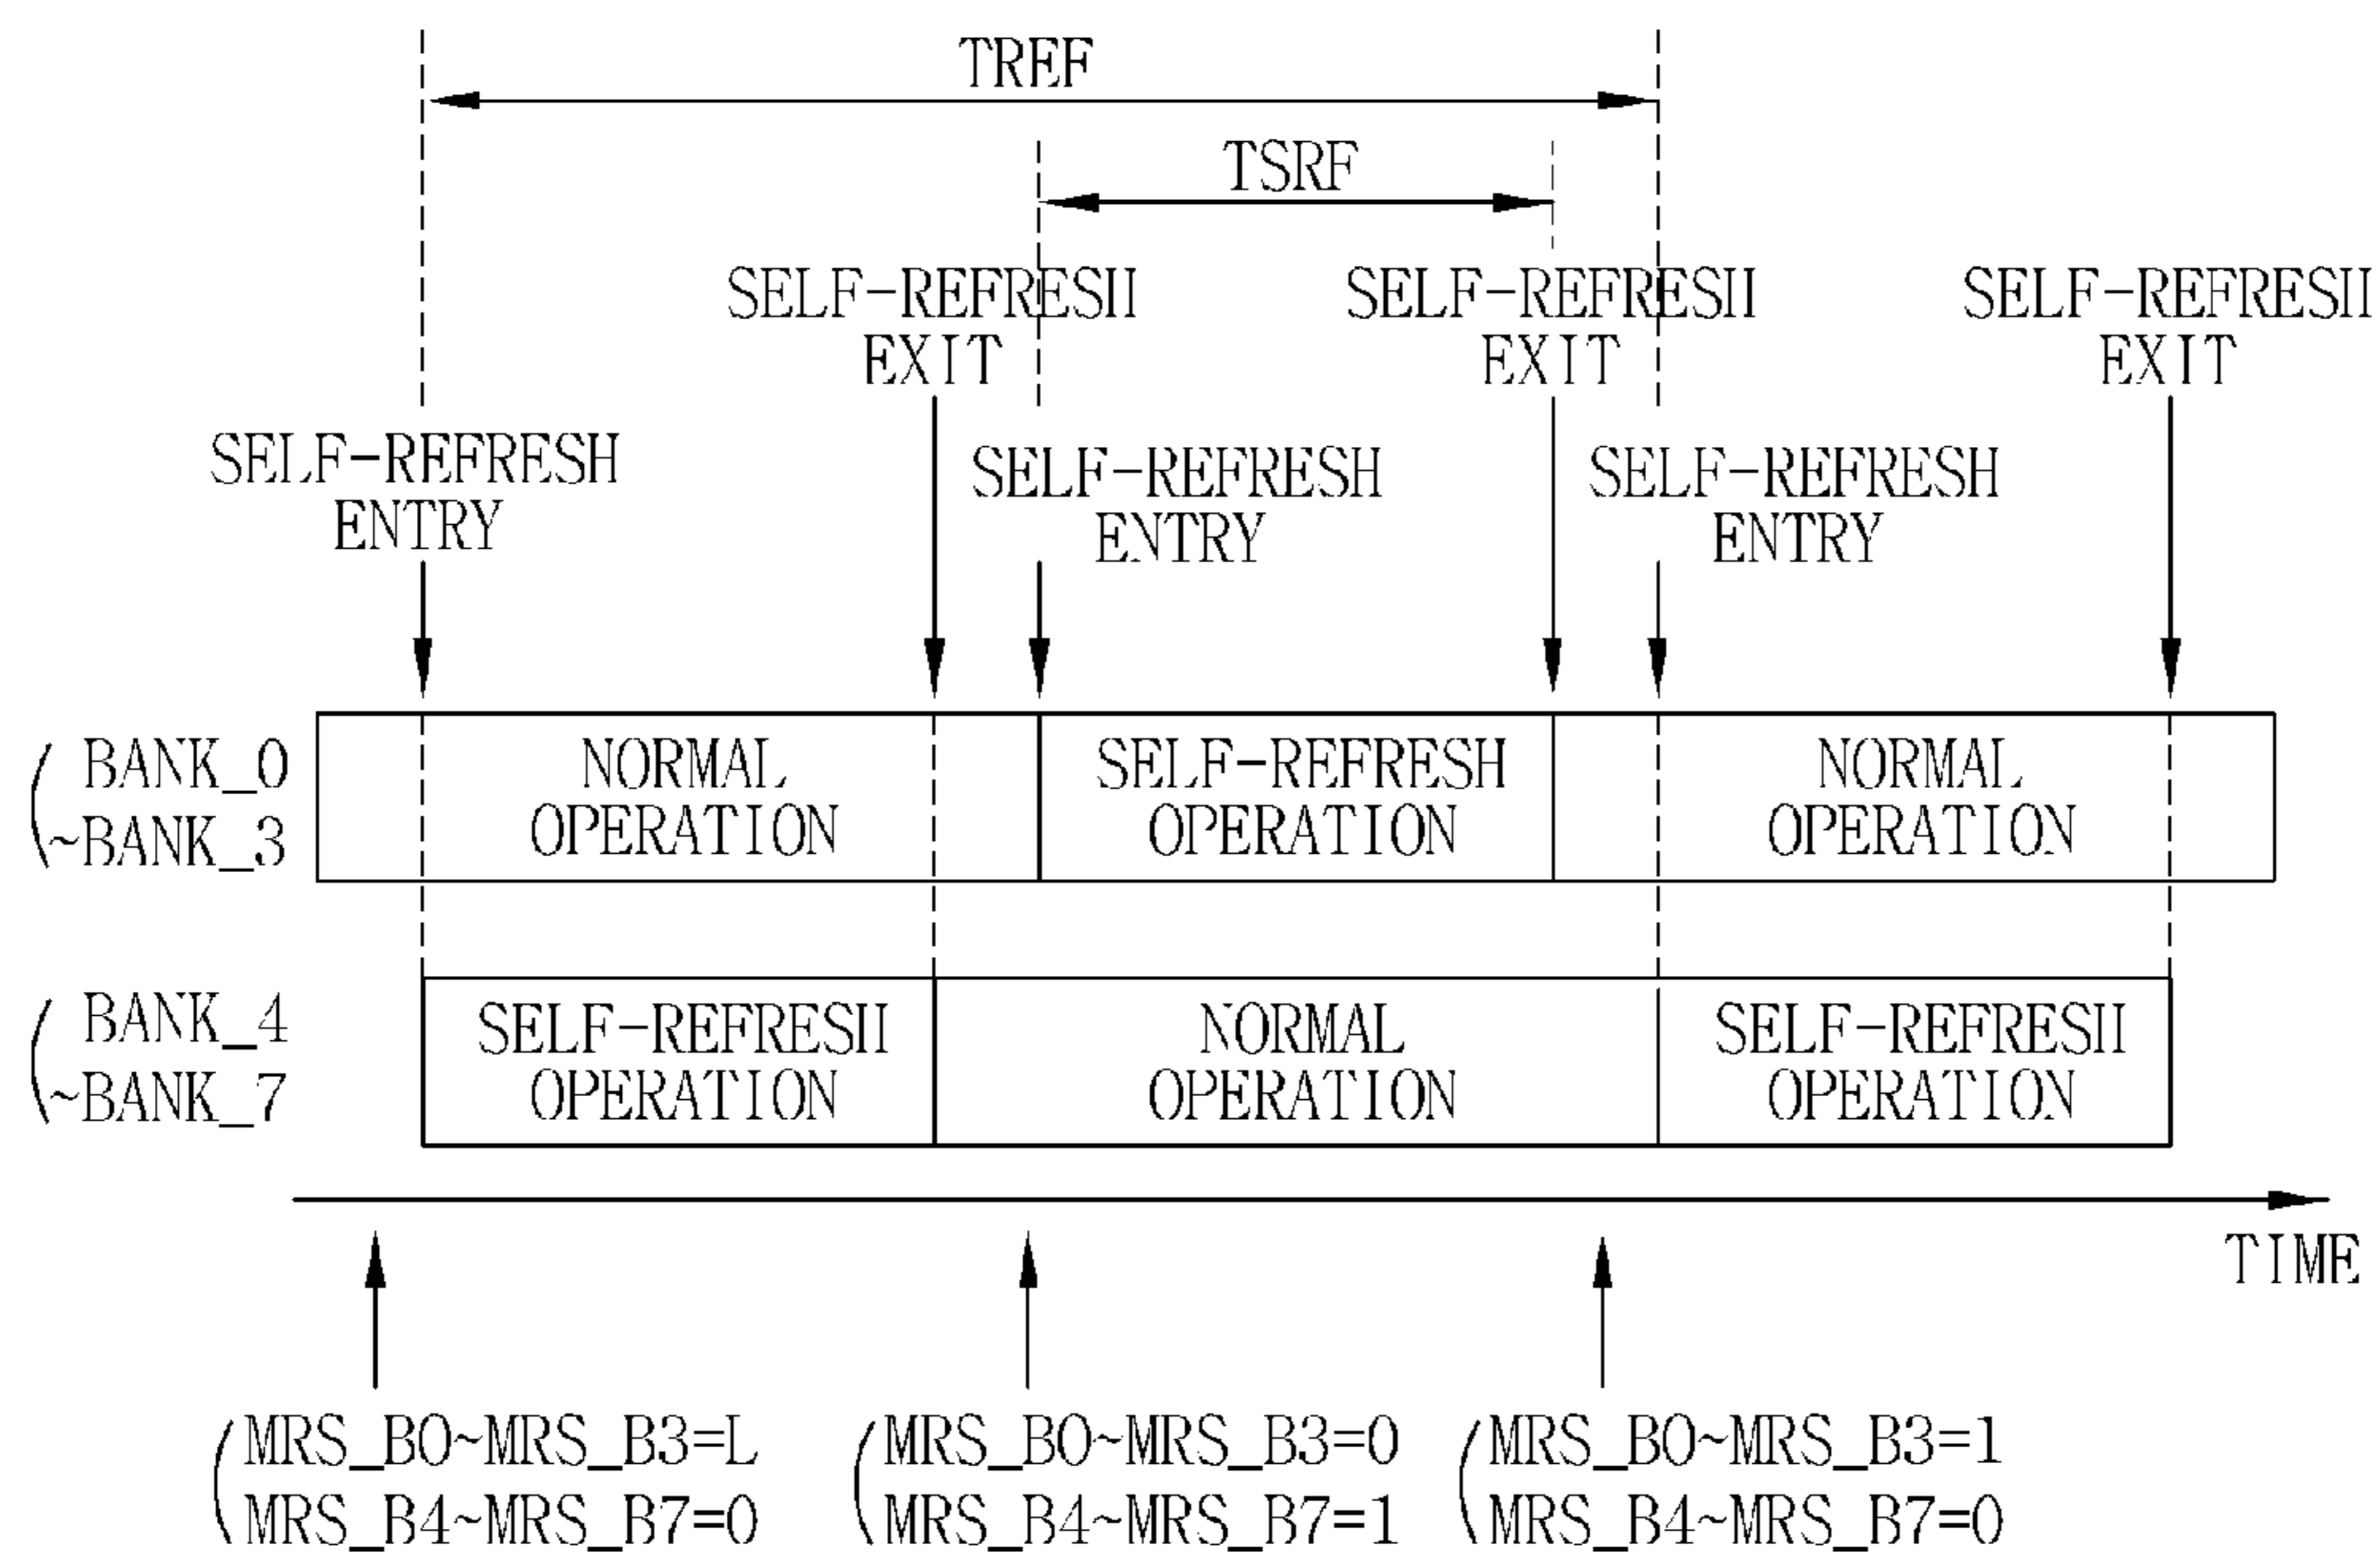 TREF
TSRF
SELF-REFRESH
EXIT
SELF-REFRESH
EXIT
SELF-REFRESH
EXIT
SELF-REFRESH
ENTRY
SELF-REFRESH
ENTRY
SELF-REFRESH
ENTRY
BANK_0
~BANK_3
NORMAL
OPERATION
SELF-REFRESH
OPERATION
NORMAL
OPERATION
BANK_4
~BANK_7
SELF-REFRESH
OPERATION
NORMAL
OPERATION
SELF-REFRESH
OPERATION
TIME
(MRS_B0~MRS_B3=L
MRS_B4~MRS_B7=0
(MRS_B0~MRS_B3=0
MRS_B4~MRS_B7=1
(MRS_B0~MRS_B3=1
MRS_B4~MRS_B7=0